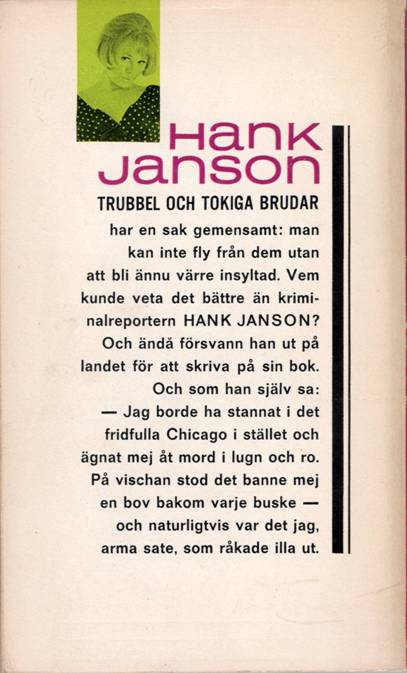 Hank
Janson
TRUBBEL OCH TOKIGA BRUDAR
har en sak gemensamt: man
kan inte fly från dem utan
att bli ännu värre insyltad. Vem
kunde veta det bättre än krimi-
nalreportern HANK JANSON?
Och ändå försvann han ut på
landet för att skriva på sin bok.
Och som han själv sa:
— Jag borde ha stannat i det
fridfulla Chicago i stället och
ägnat mej åt mord i lugn och ro.
På vischan stod det banne mej
en bov bakom varje buske —
och naturligtvis var det jag,
arma sate, som råkade illa ut.